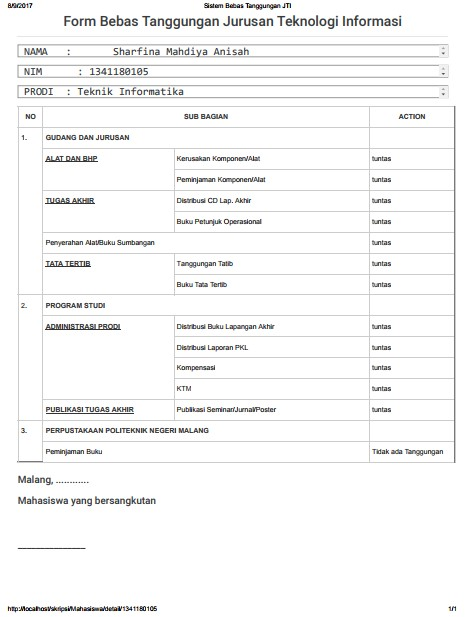 8/9/2017 Sistem Bebas Tanggungan JTI
Form Bebas Tanggungan Jurusan Teknologi Informasi
NAMA : Sharfina Mahdiya Anisah
NIM : 1341180105
PRODI : Teknik Informatika
NO SUB BAGIAN ACTION
1. GUDANG DAN JURUSAN
ALAT DAN BHP Kerusakan Komponen/Alat tuntas
Peminjaman Komponen/Alat tuntas
TUGAS AKHIR Distribusi CD Lap. Akhir tuntas
Buku Petunjuk Operasional tuntas
Penyerahan Alat/Buku Sumbangan tuntas
TATA TERTIB Tanggungan Tatib tuntas
Buku Tata Tertib tuntas
2. PROGRAM STUDI
ADMINISTRASI PRODI Distribusi Buku Lapangan Akhir tuntas
Distribusi Laporan PKL tuntas
Kompensasi tuntas
KTM tuntas
PUBLIKASI TUGAS AKHIR Publikasi Seminar/Jurnal/Poster tuntas
3. PERPUSTAKAAN POLITEKNIK NEGERI MALANG
Peminjaman Buku Tidak ada Tanggungan
Malang, ............
Mahasiswa yang bersangkutan
_______________
http://localhost/skripsi/Mahasiswa/detail/1341180105 1/1